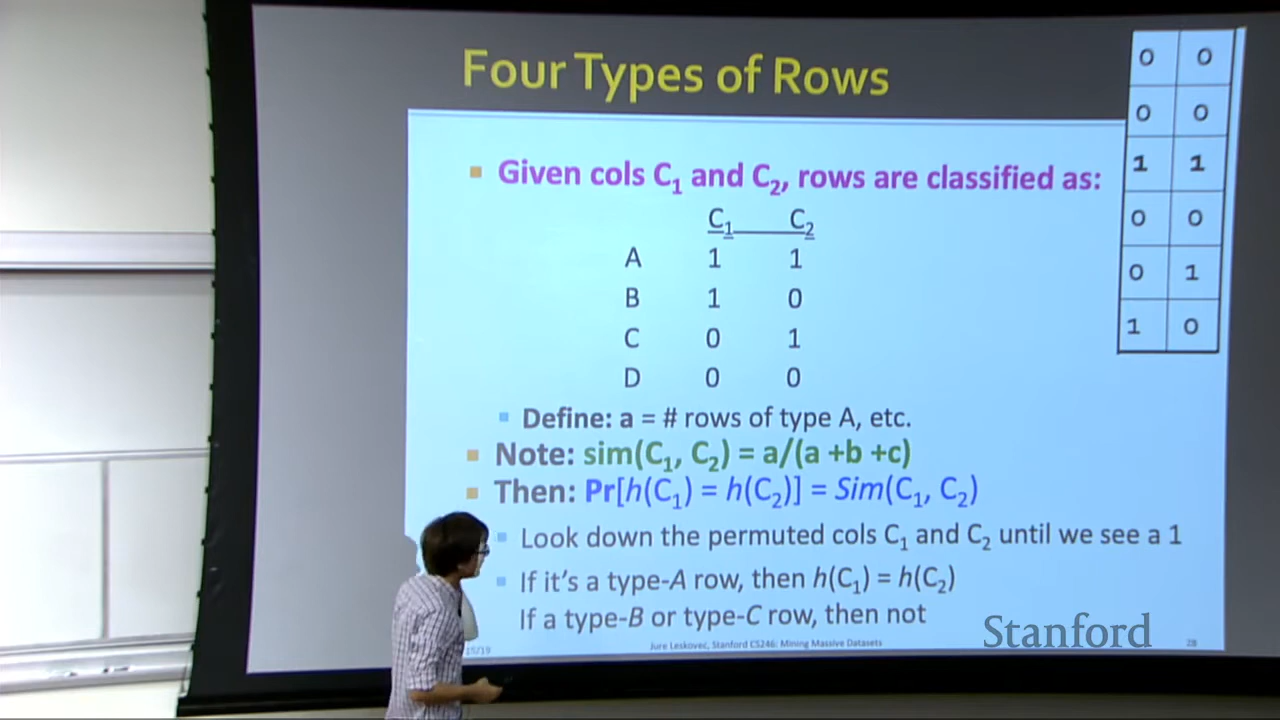 Four Types of Rows
0 0
0 0
1 1
0 0
0 1
1 0
Given cols C₁ and C₂, rows are classified as:
C₁ C₂
A 1 1
B 1 0
C 0 1
D 0 0
Define: a = # rows of type A, etc.
Note: sim(C₁, C₂) = a/(a +b +c)
Then: Pr[h(C₁) = h(C₂)] = Sim(C₁, C₂)
Look down the permuted cols C₁ and C₂ until we see a 1
If it's a type-A row, then h(C₁) = h(C₂)
If a type-B or type-C row, then not
Stanford
15/19 Jure Leskovec, Stanford CS246: Mining Massive Datasets 28